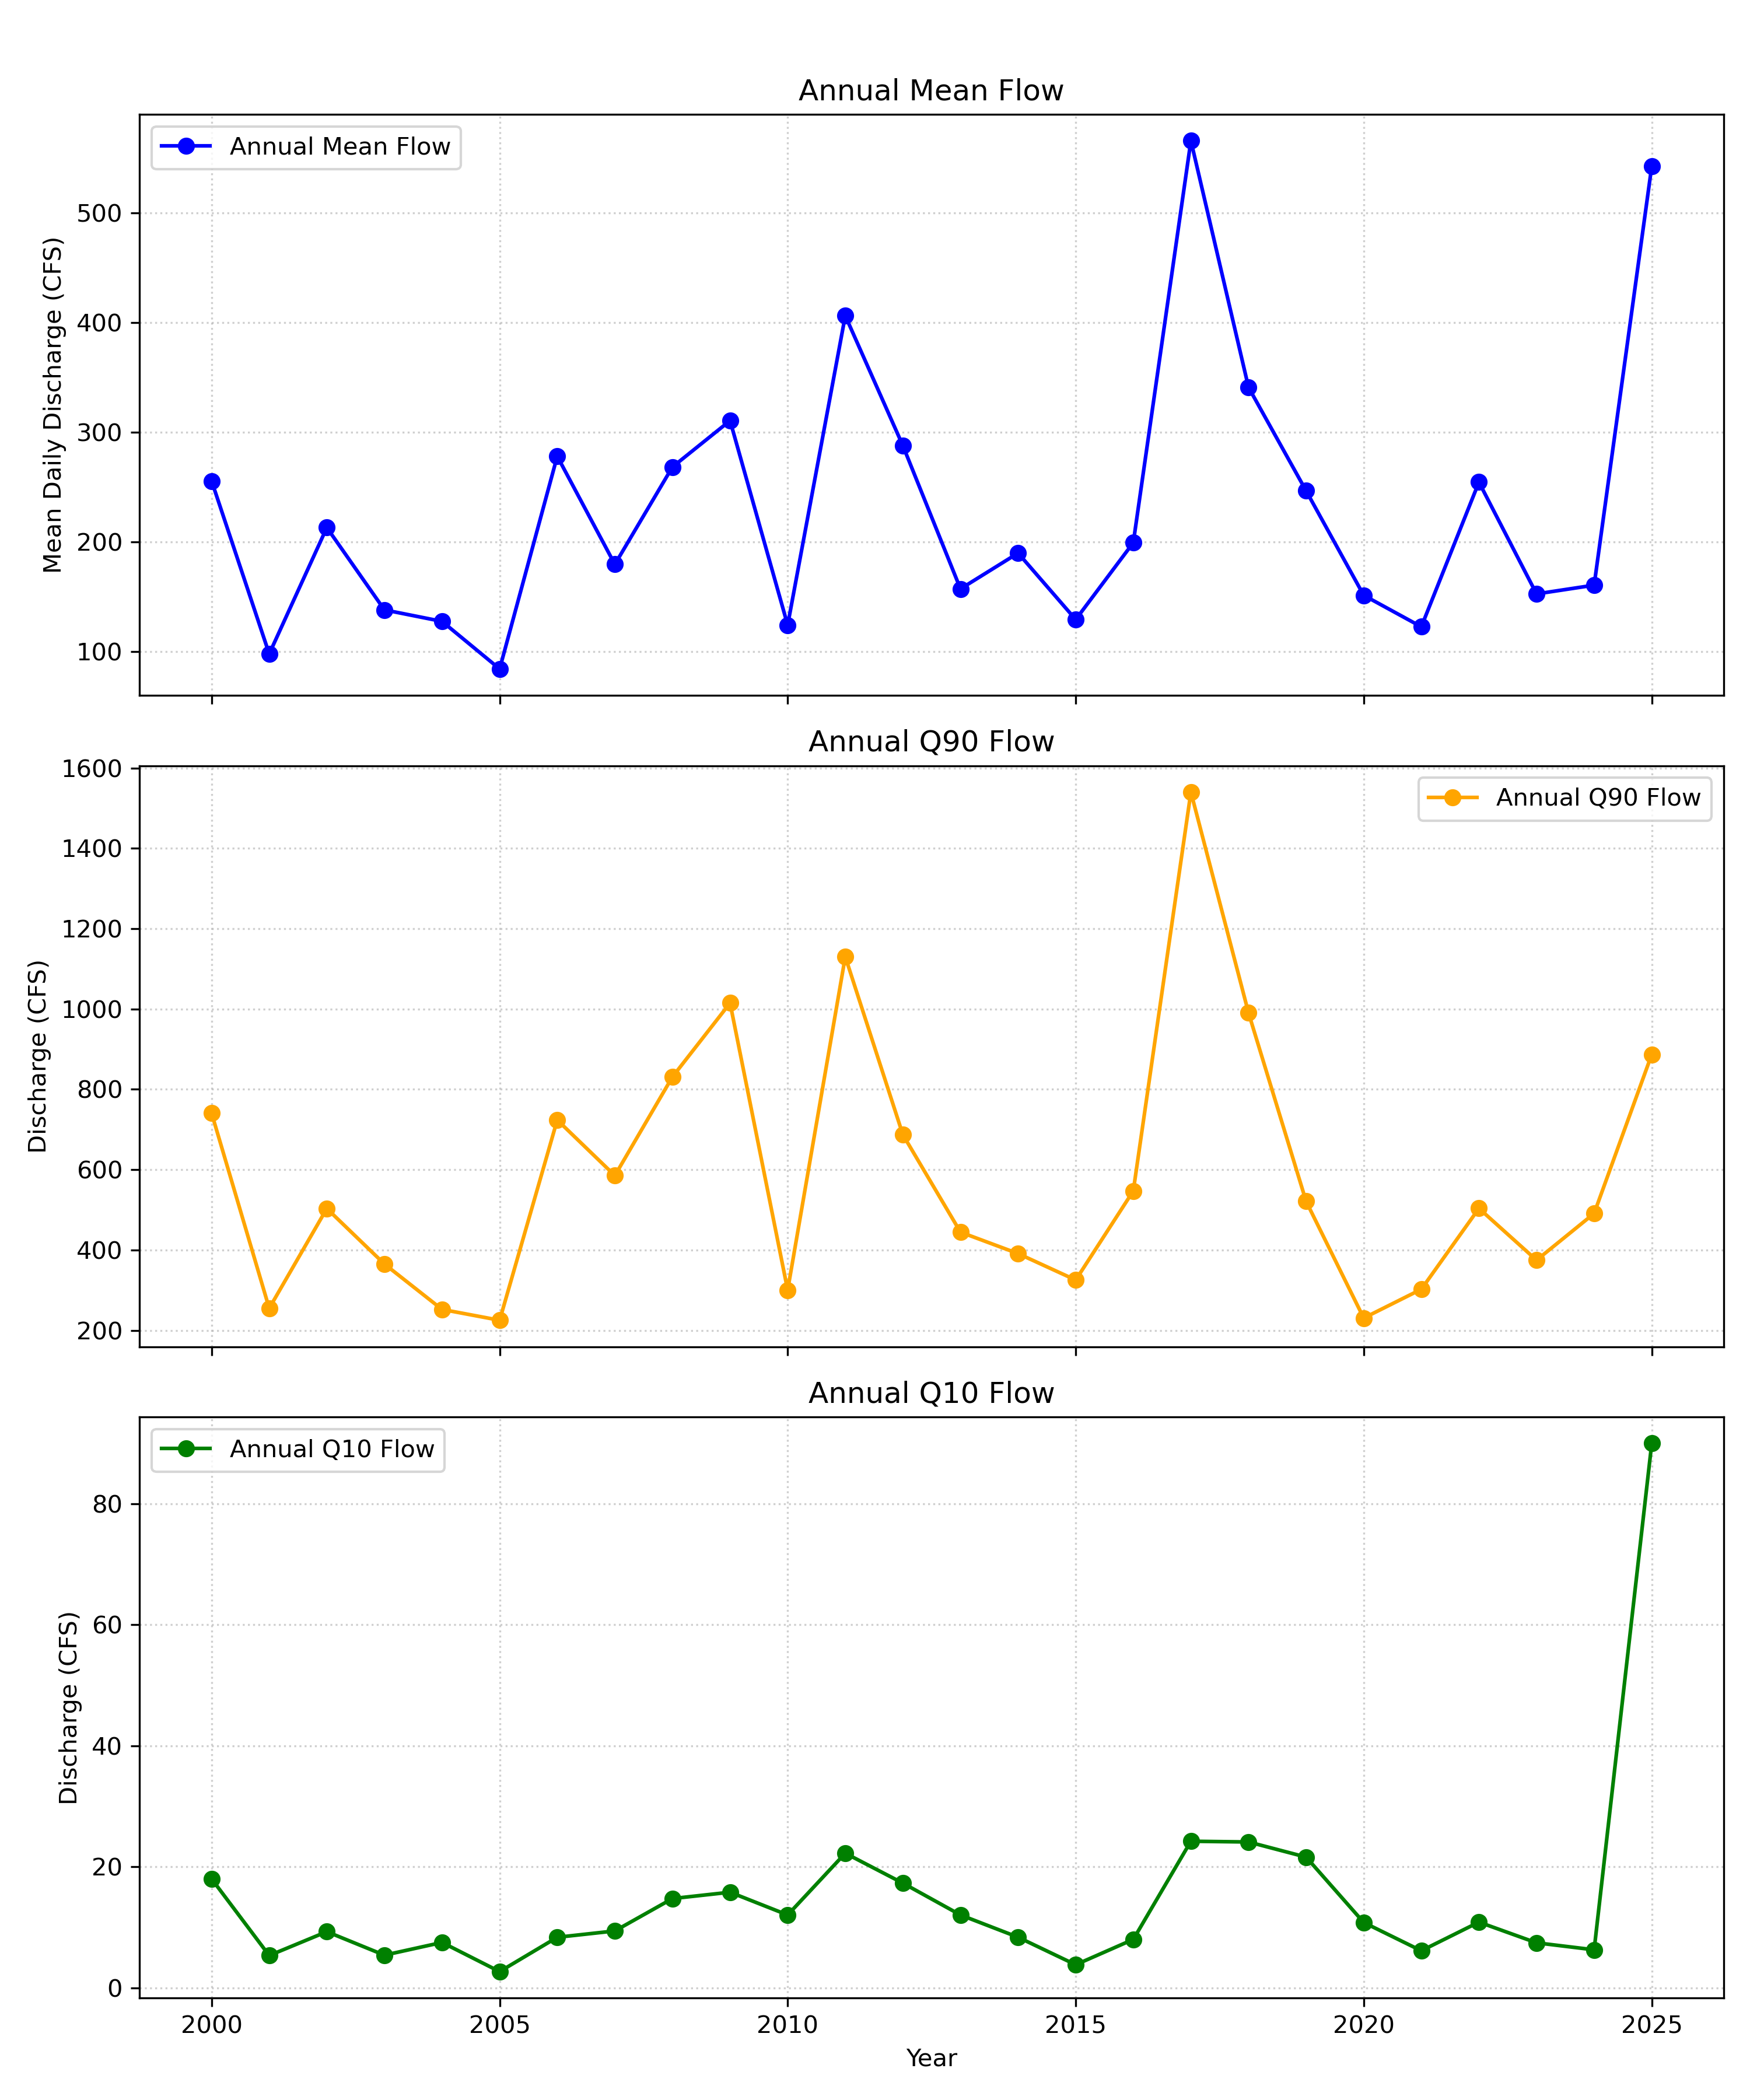 Annual Mean Flow
Annual Mean Flow
Mean Daily Discharge (CFS)
500
400
300
200
100
Annual Q90 Flow
Annual Q90 Flow
Discharge (CFS)
1600
1400
1200
1000
800
600
400
200
Annual Q10 Flow
Annual Q10 Flow
Discharge (CFS)
80
60
40
20
0
2000 2005 2010 2015 2020 2025
Year